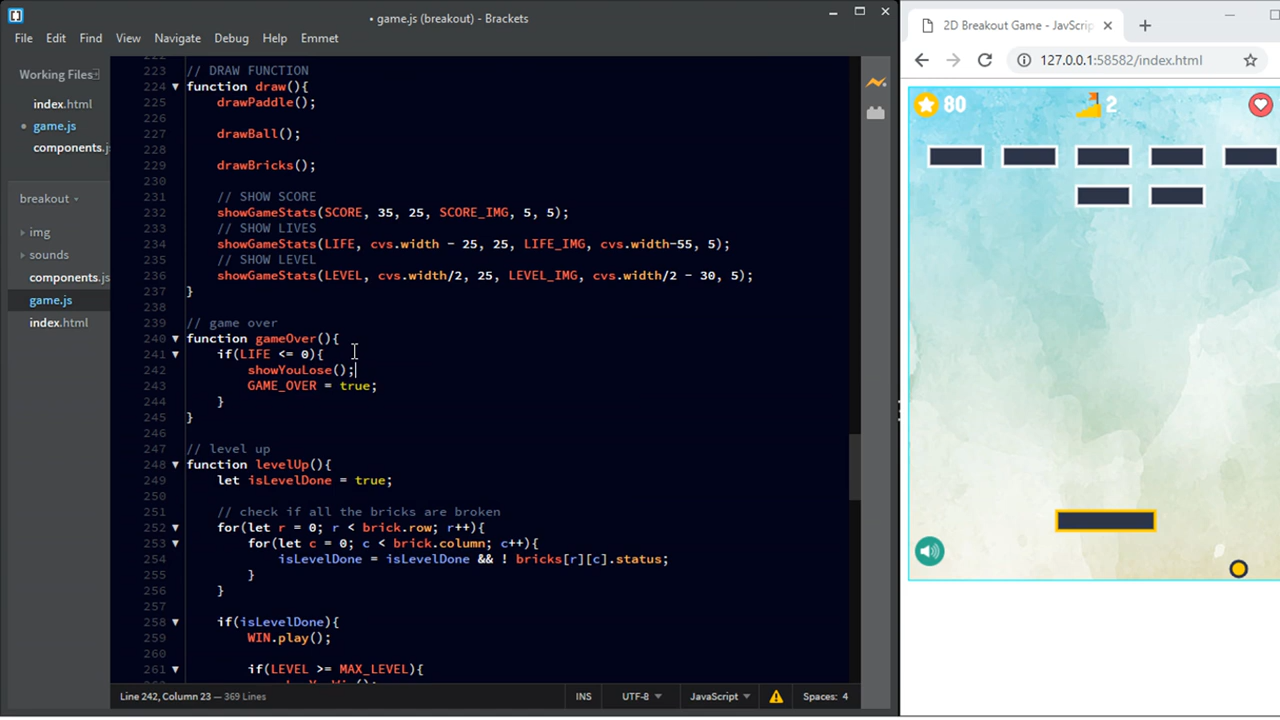 • game.js (breakout) - Brackets
File Edit Find View Navigate Debug Help Emmet
Working Files
index.html
game.js
components.js
breakout
img
sounds
components.js
game.js
index.html
223 // DRAW FUNCTION
224 function draw(){
225 drawPaddle();
226
227 drawBall();
228
229 drawBricks();
230
231 // SHOW SCORE
232 showGameStats(SCORE, 35, 25, SCORE_IMG, 5, 5);
233 // SHOW LIVES
234 showGameStats(LIFE, cvs.width - 25, 25, LIFE_IMG, cvs.width-55, 5);
235 // SHOW LEVEL
236 showGameStats(LEVEL, cvs.width/2, 25, LEVEL_IMG, cvs.width/2 - 30, 5);
237 }
238
239 // game over
240 function gameOver(){
241 if(LIFE <= 0){
242 showYouLose();
243 GAME_OVER = true;
244 }
245 }
246
247 // level up
248 function levelUp(){
249 let isLevelDone = true;
250
251 // check if all the bricks are broken
252 for(let r = 0; r < brick.row; r++){
253 for(let c = 0; c < brick.column; c++){
254 isLevelDone = isLevelDone && ! bricks[r][c].status;
255 }
256 }
257
258 if(isLevelDone){
259 WIN.play();
260
261 if(LEVEL >= MAX_LEVEL){
Line 242, Column 23 — 369 Lines
INS UTF-8 JavaScript Spaces: 4
2D Breakout Game - JavScrip
127.0.0.1:58582/index.html
80 2